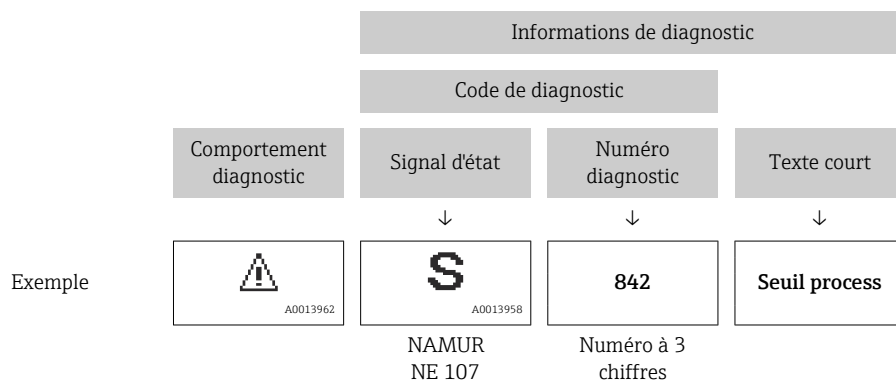 Informations de diagnostic
Code de diagnostic
Comportement
diagnostic
Signal d'état
Numéro
diagnostic
Texte court
↓ ↓ ↓
Exemple
A0013962
S
A0013958
842
Seuil process
NAMUR
NE 107
Numéro à 3
chiffres